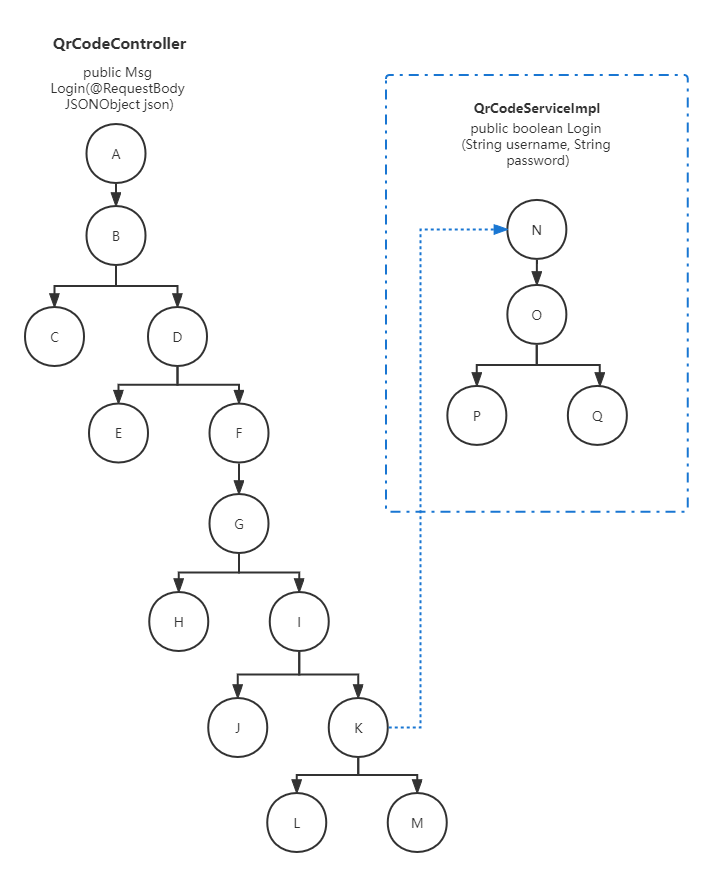 QrCodeController
public Msg
Login(@RequestBody
JSONObject json)
A
B
C
D
E
F
G
H
I
J
K
L
M
QrCodeServiceImpl
public boolean Login
(String username, String
password)
N
O
P
Q